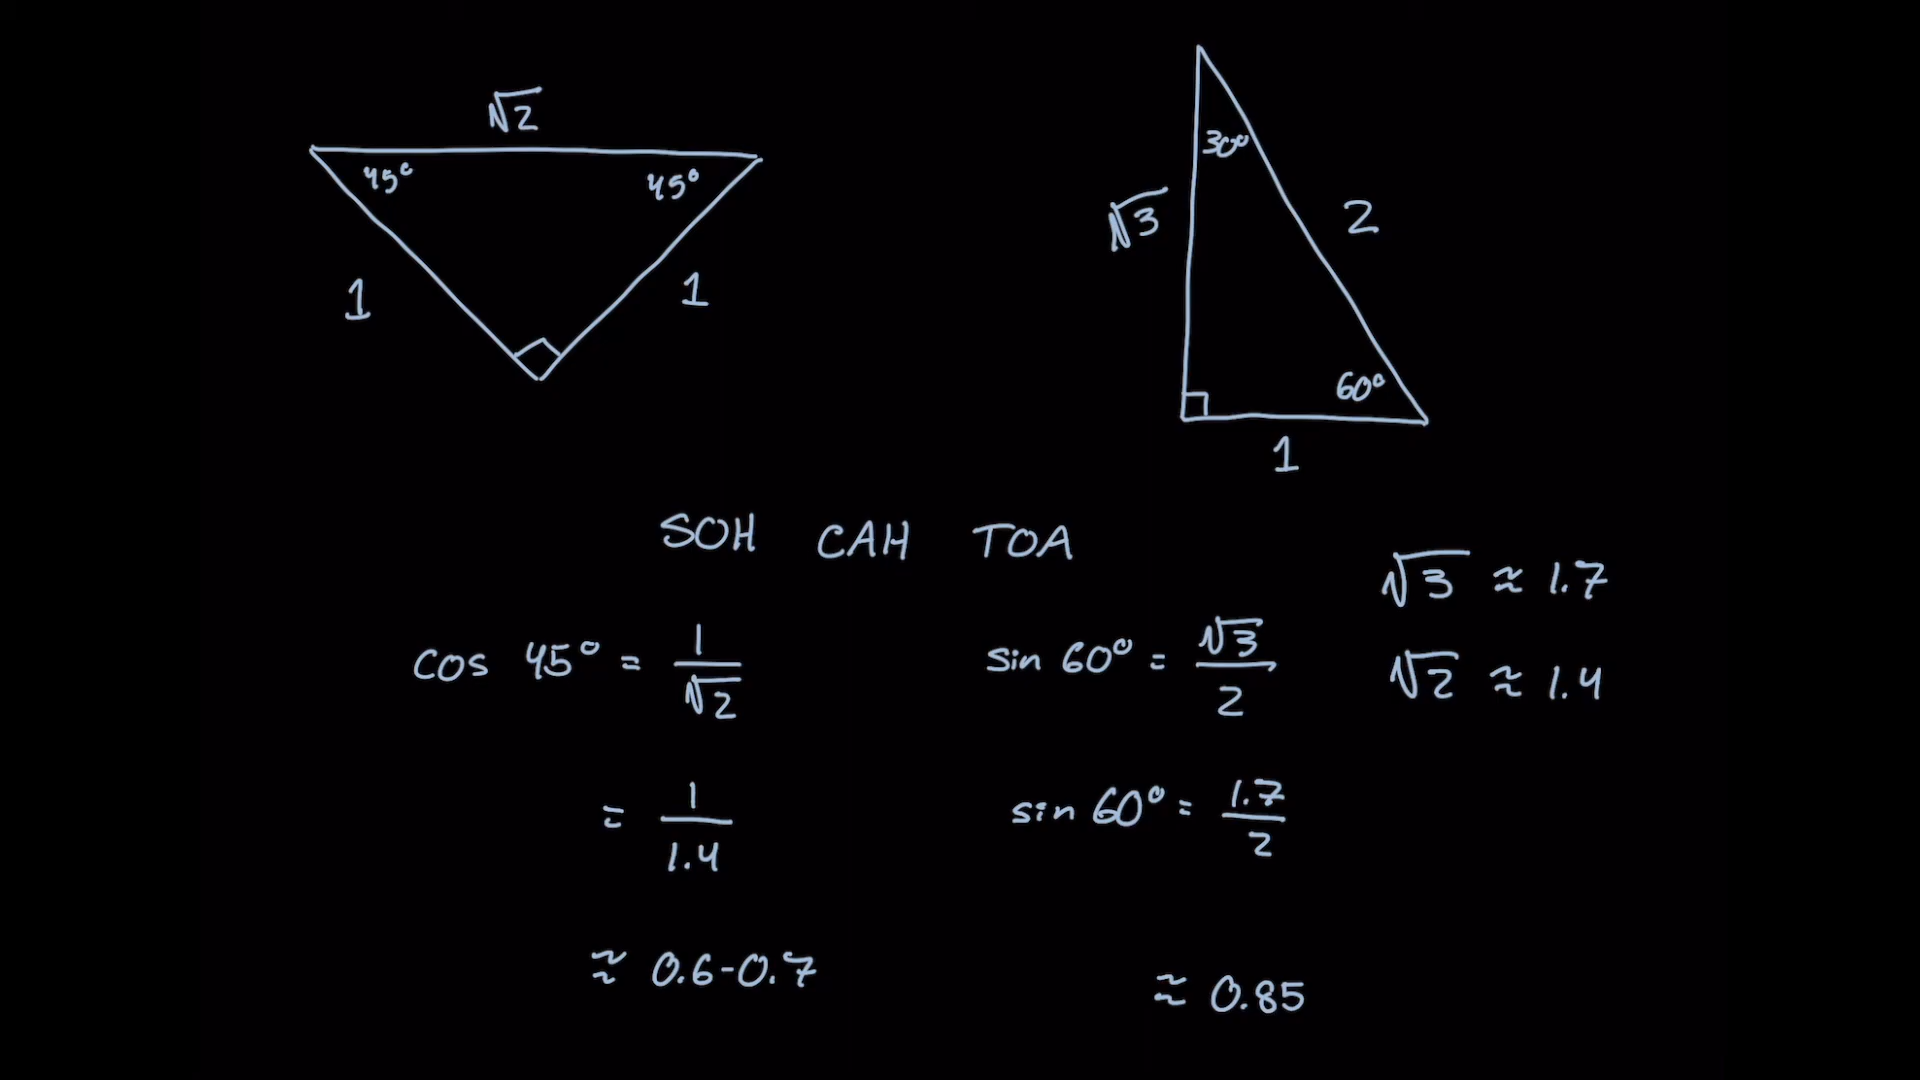 √2
45° 45°
1 1
30°
√3 2
60°
1
SOH CAH TOA
√3 ≈ 1.7
cos 45° = 1/√2 sin 60° = √3/2 √2 ≈ 1.4
= 1/1.4 sin 60° = 1.7/2
≈ 0.6-0.7 ≈ 0.85